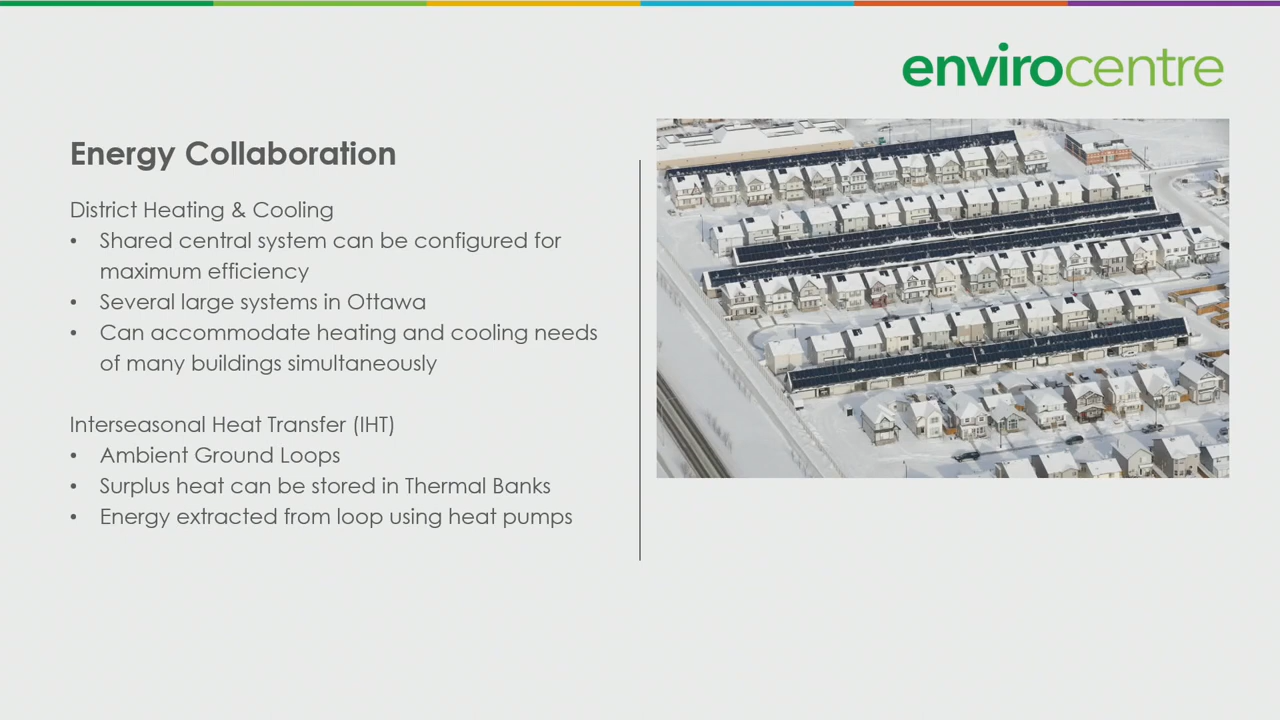 envirocentre
Energy Collaboration
District Heating & Cooling
• Shared central system can be configured for
maximum efficiency
• Several large systems in Ottawa
• Can accommodate heating and cooling needs
of many buildings simultaneously
Interseasonal Heat Transfer (IHT)
• Ambient Ground Loops
• Surplus heat can be stored in Thermal Banks
• Energy extracted from loop using heat pumps